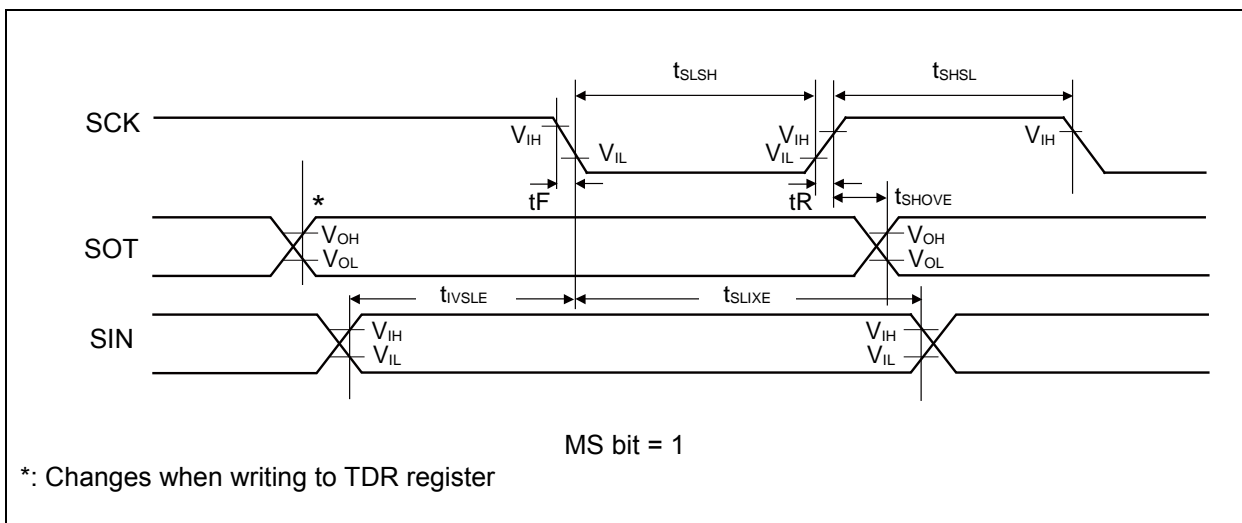 tSLSH tSHSL
SCK VIH VIL VIH VIL VIH
tF tR tSHOVE
*
SOT VOH VOL VOH VOL
tIVSLE tSLIXE
SIN VIH VIL VIH VIL
MS bit = 1
*: Changes when writing to TDR register